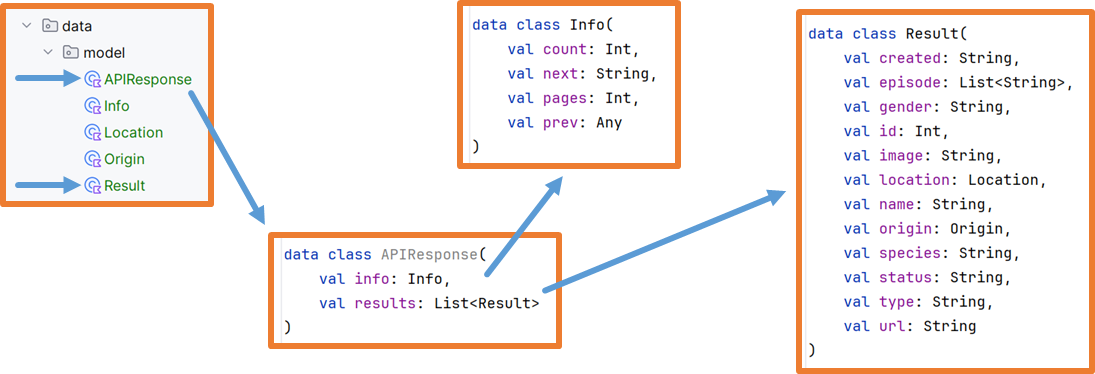 data
model
APIResponse
Info
Location
Origin
Result
data class Info(
val count: Int,
val next: String,
val pages: Int,
val prev: Any
)
data class APIResponse(
val info: Info,
val results: List<Result>
)
data class Result(
val created: String,
val episode: List<String>,
val gender: String,
val id: Int,
val image: String,
val location: Location,
val name: String,
val origin: Origin,
val species: String,
val status: String,
val type: String,
val url: String
)